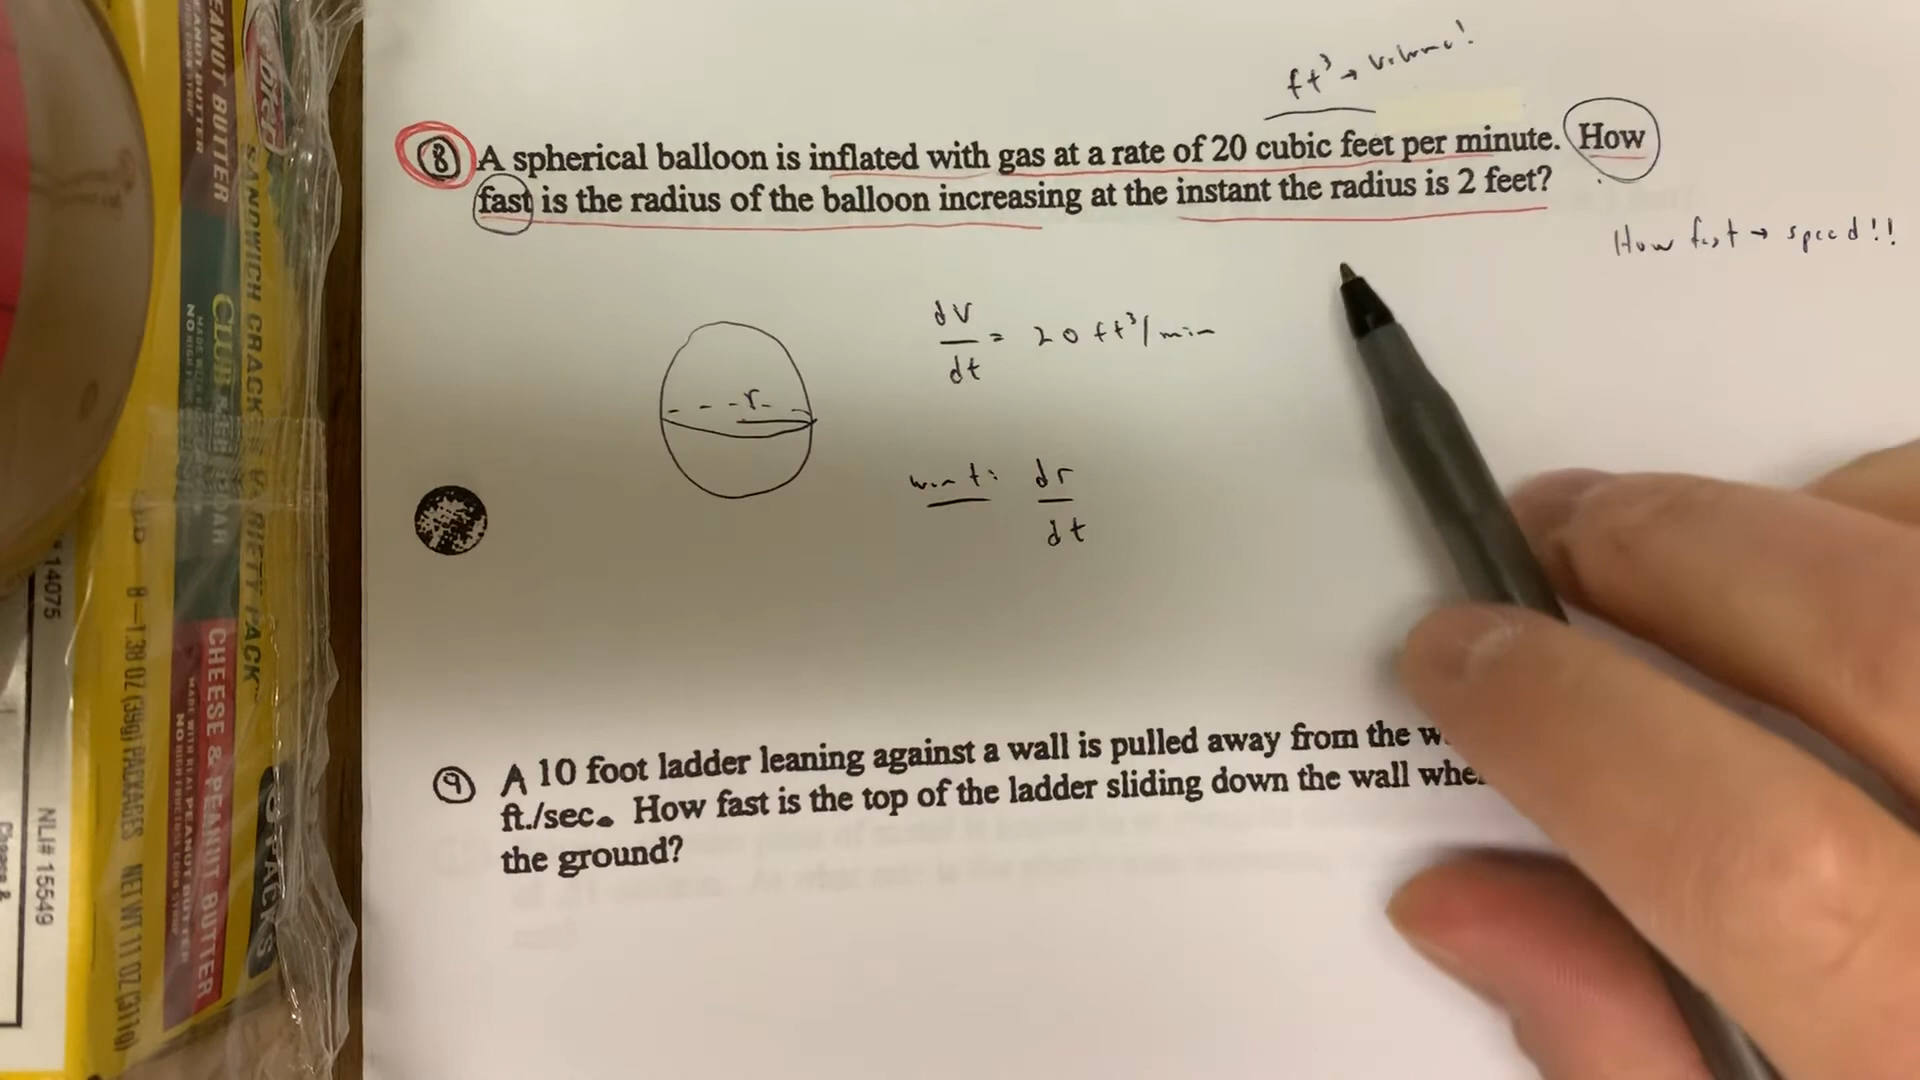 ft³ → volume!
⑧ A spherical balloon is inflated with gas at a rate of 20 cubic feet per minute. How
fast is the radius of the balloon increasing at the instant the radius is 2 feet?
How fast → speed!!
dV
dt
= 20 ft³/min
r
want: dr
dt
⑨ A 10 foot ladder leaning against a wall is pulled away from the
ft./sec. How fast is the top of the ladder sliding down the wall
the ground?
PEANUT BUTTER
SANDWICH CRACKERS VARIETY PACK
CLUB
CHEDDAR
CHEESE & PEANUT BUTTER
8-1.38 OZ (39g) PACKAGES NET WT 11 OZ (311g)
14075
NLI# 15549